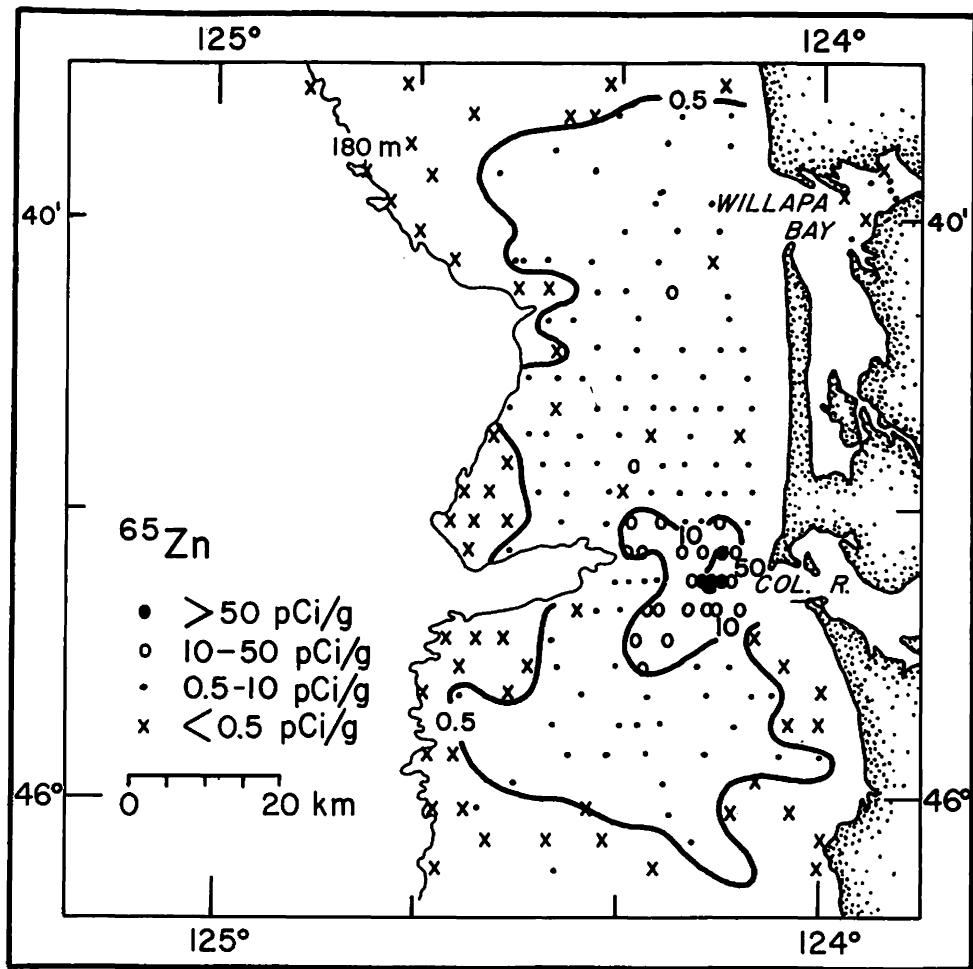 125° 124°
0.5
180 m
40' WILLAPA 40'
BAY
10
⁶⁵Zn
50
COL. R.
● >50 pCi/g
o 10–50 pCi/g
10
· 0.5-10 pCi/g
x <0.5 pCi/g
0.5
0 20 km
46° 46°
125° 124°